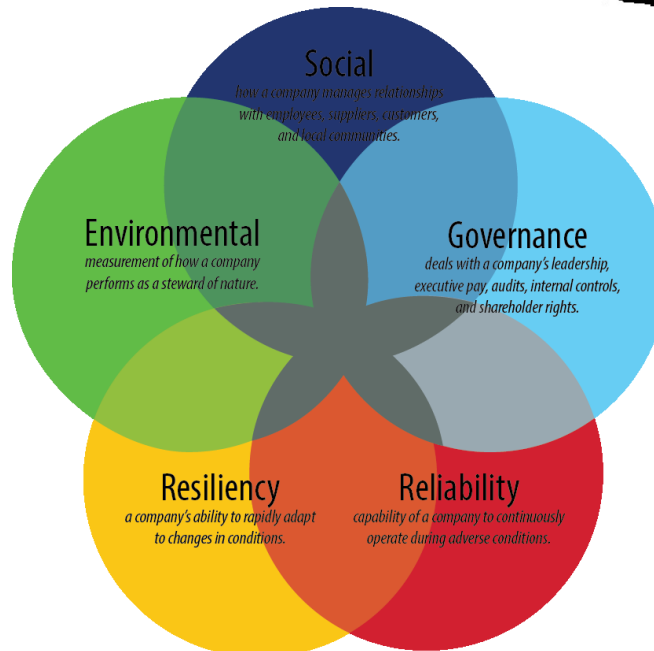 Social
how a company manages relationships
with employees, suppliers, customers,
and local communities.
Environmental
measurement of how a company
performs as a steward of nature.
Governance
deals with a company's leadership,
executive pay, audits, internal controls,
and shareholder rights.
Resiliency
a company's ability to rapidly adapt
to changes in conditions.
Reliability
capability of a company to continuously
operate during adverse conditions.